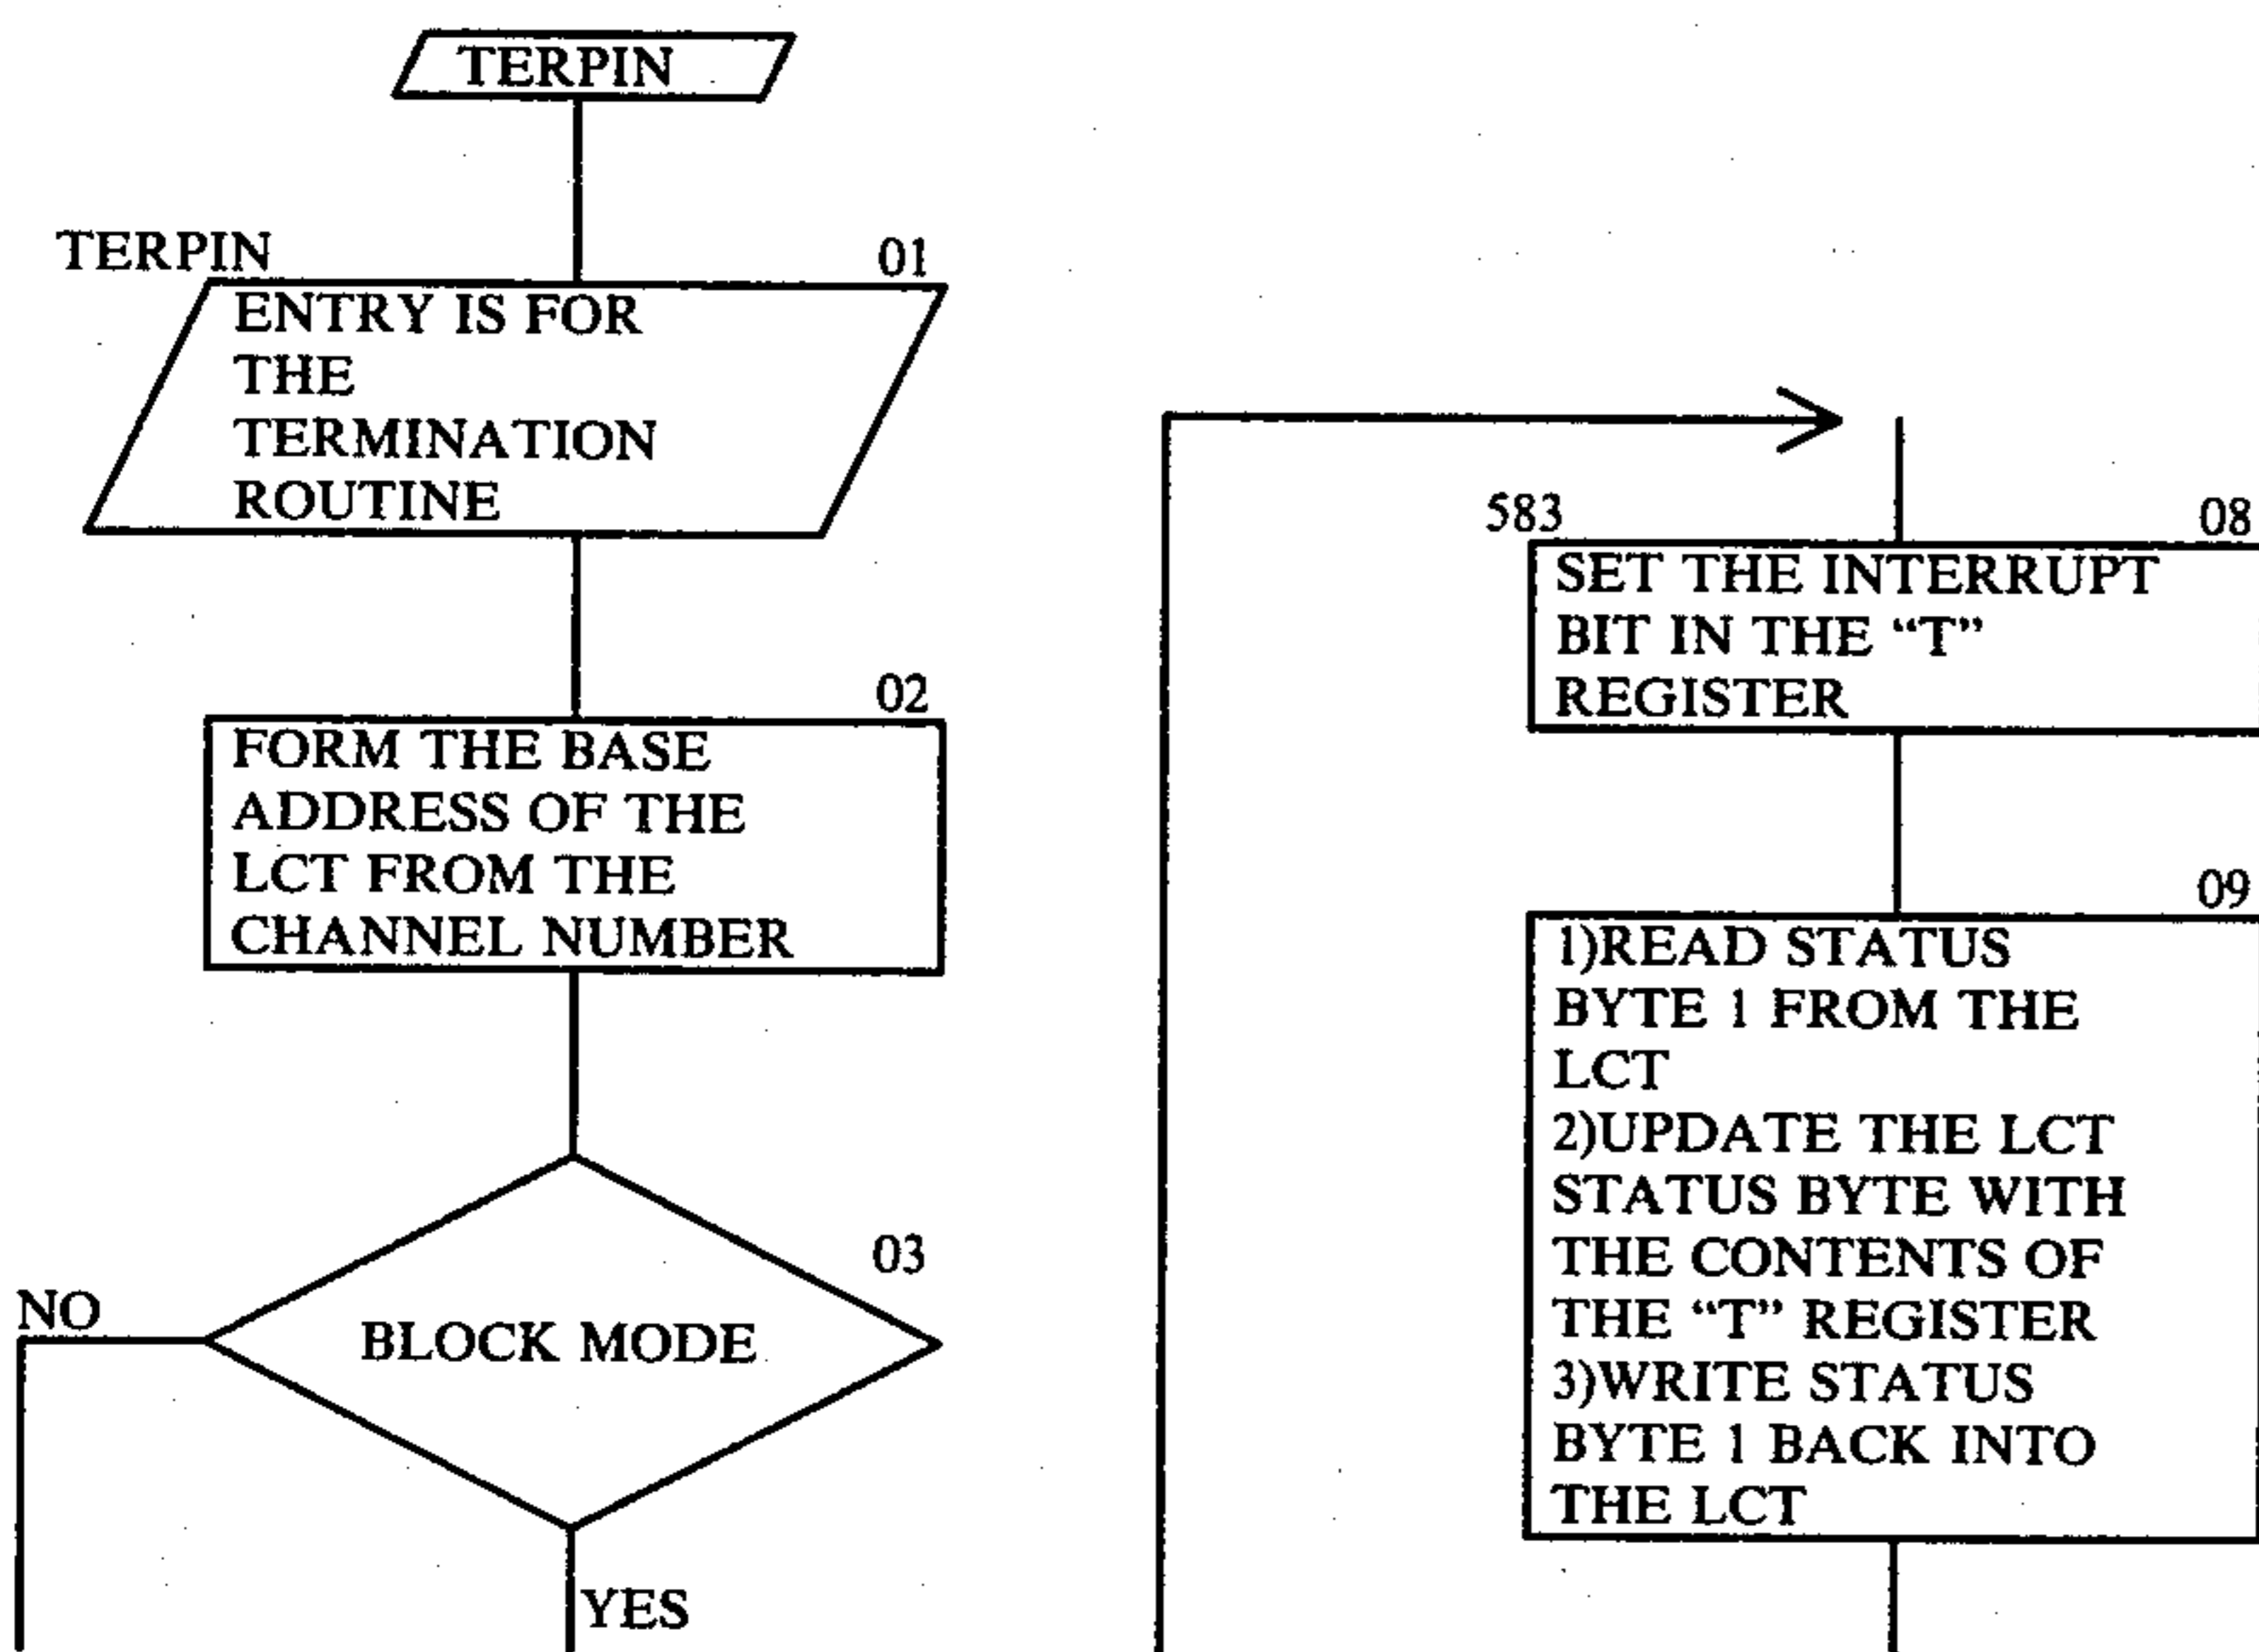 TERPIN
TERPIN
01
ENTRY IS FOR
THE
TERMINATION
ROUTINE
02
FORM THE BASE
ADDRESS OF THE
LCT FROM THE
CHANNEL NUMBER
03
NO
BLOCK MODE
YES
583
08
SET THE INTERRUPT
BIT IN THE “T”
REGISTER
09
1)READ STATUS
BYTE 1 FROM THE
LCT
2)UPDATE THE LCT
STATUS BYTE WITH
THE CONTENTS OF
THE “T” REGISTER
3)WRITE STATUS
BYTE 1 BACK INTO
THE LCT